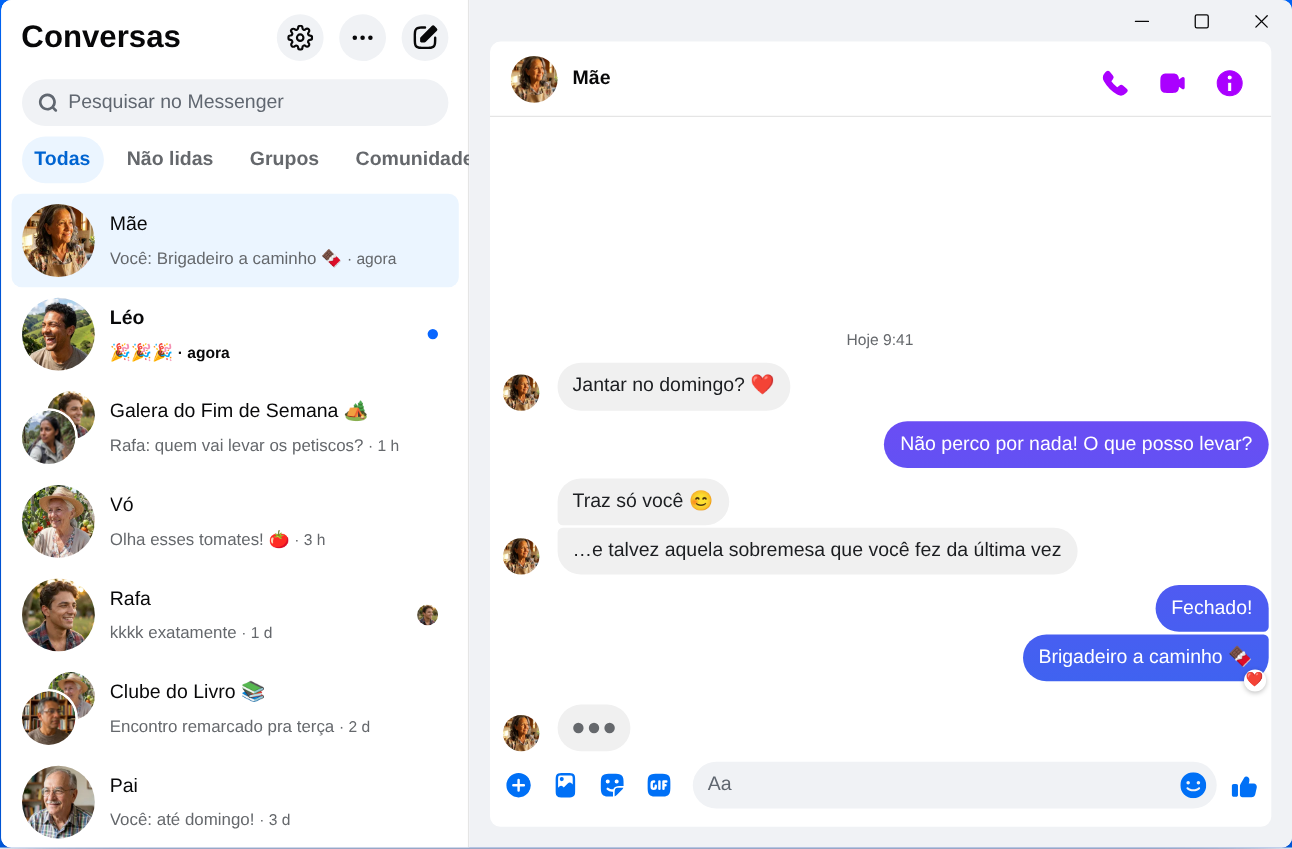 Conversas
Pesquisar no Messenger
Todas Não lidas Grupos Comunidade
Mãe
Você: Brigadeiro a caminho 🍫 · agora
Léo
🎉🎉🎉 · agora
Galera do Fim de Semana 🏕️
Rafa: quem vai levar os petiscos? · 1 h
Vó
Olha esses tomates! 🍅 · 3 h
Rafa
kkkk exatamente · 1 d
Clube do Livro 📚
Encontro remarcado pra terça · 2 d
Pai
Você: até domingo! · 3 d
Mãe
Hoje 9:41
Jantar no domingo? ❤️
Não perco por nada! O que posso levar?
Traz só você 😊
…e talvez aquela sobremesa que você fez da última vez
Fechado!
Brigadeiro a caminho 🍫
❤️
GIF
Aa